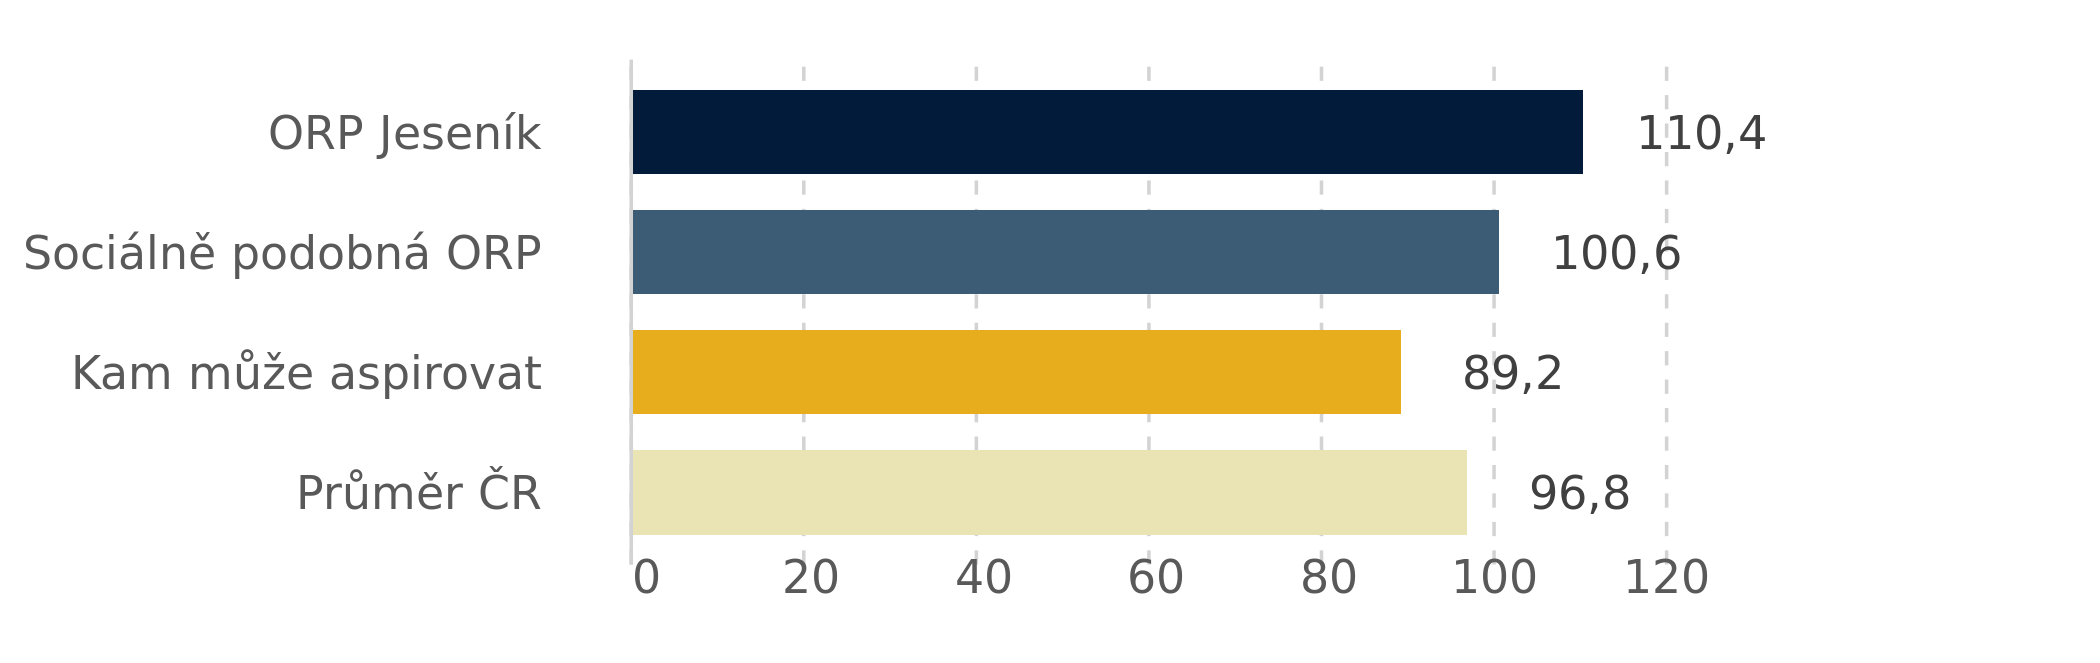 ORP Jeseník 110,4
Sociálně podobná ORP 100,6
Kam může aspirovat 89,2
Průměr ČR 96,8
0 20 40 60 80 100 120